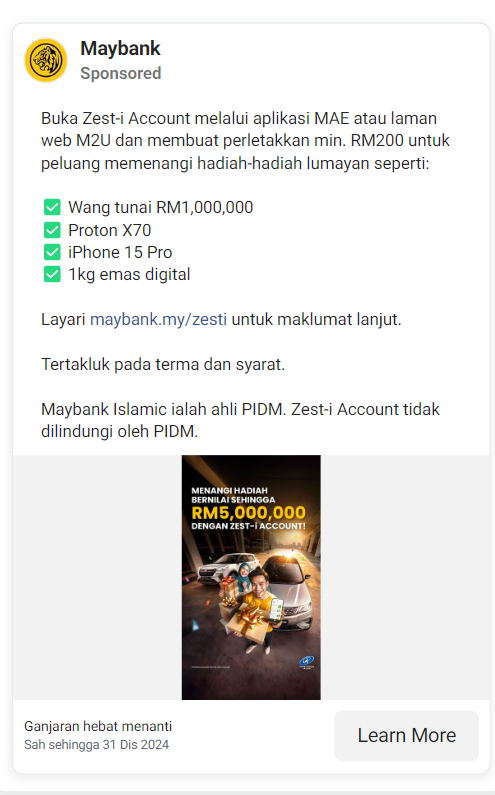 Maybank
Sponsored
Buka Zest-i Account melalui aplikasi MAE atau laman
web M2U dan membuat perletakkan min. RM200 untuk
peluang memenangi hadiah-hadiah lumayan seperti:
✅ Wang tunai RM1,000,000
✅ Proton X70
✅ iPhone 15 Pro
✅ 1kg emas digital
Layari maybank.my/zesti untuk maklumat lanjut.
Tertakluk pada terma dan syarat.
Maybank Islamic ialah ahli PIDM. Zest-i Account tidak
dilindungi oleh PIDM.
MENANGI HADIAH
BERNILAI SEHINGGA
RM5,000,000
DENGAN ZEST-i ACCOUNT!
Ganjaran hebat menanti
Sah sehingga 31 Dis 2024
Learn More